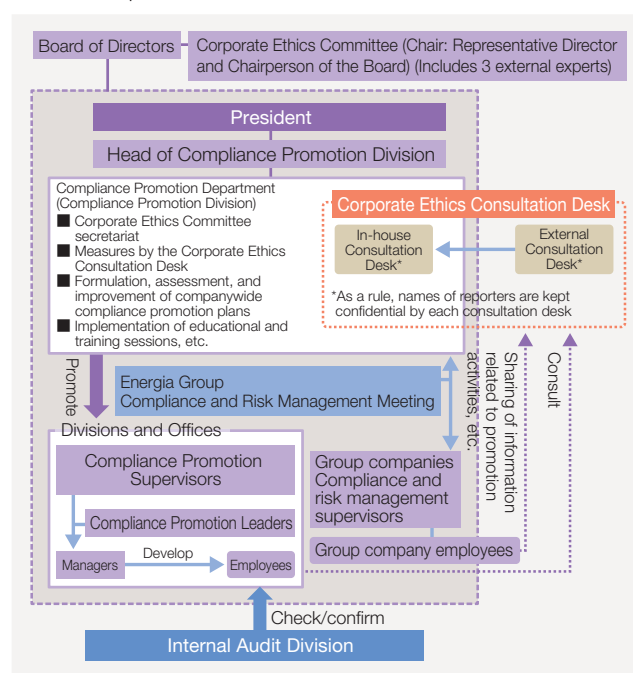 Board of Directors
Corporate Ethics Committee (Chair: Representative Director
and Chairperson of the Board) (Includes 3 external experts)
President
Head of Compliance Promotion Division
Compliance Promotion Department
(Compliance Promotion Division)
■ Corporate Ethics Committee
secretariat
■ Measures by the Corporate Ethics
Consultation Desk
■ Formulation, assessment, and
improvement of companywide
compliance promotion plans
■ Implementation of educational and
training sessions, etc.
Corporate Ethics Consultation Desk
In-house
Consultation
Desk*
External
Consultation
Desk*
*As a rule, names of reporters are kept
confidential by each consultation desk
Promote
Energia Group
Compliance and Risk Management Meeting
Sharing of information
related to promotion
activities, etc.
Consult
Divisions and Offices
Compliance Promotion
Supervisors
Compliance Promotion Leaders
Managers
Develop
Employees
Group companies
Compliance and
risk management
supervisors
Group company employees
Check/confirm
Internal Audit Division